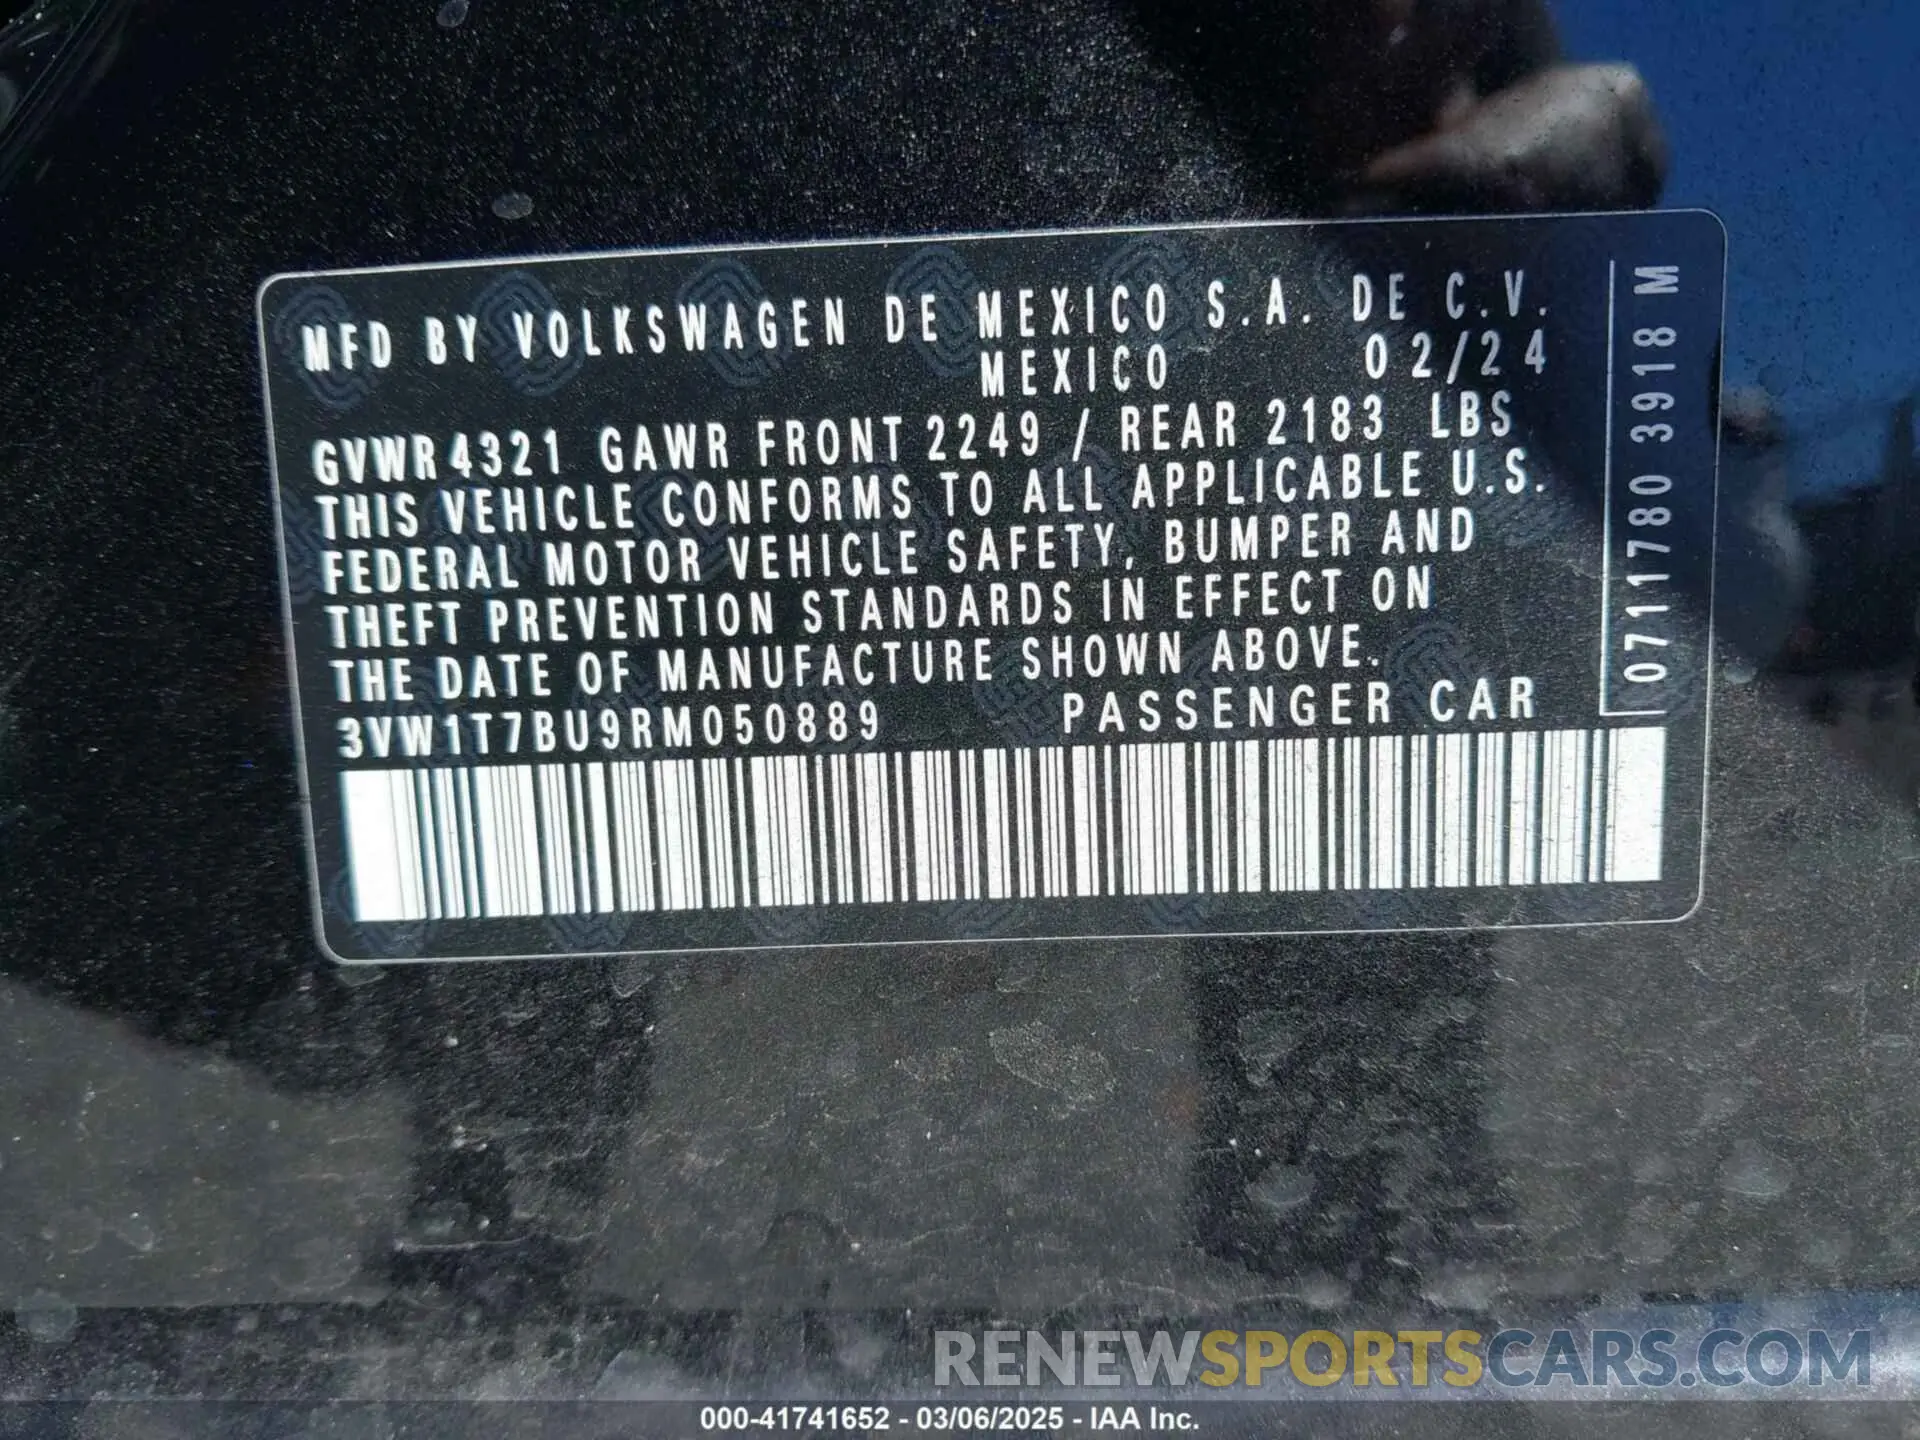 MFD BY VOLKSWAGEN DE MEXICO S.A. DE C.V.
MEXICO 02/24
GVWR 4321 GAWR FRONT 2249 / REAR 2183 LBS
THIS VEHICLE CONFORMS TO ALL APPLICABLE U.S.
FEDERAL MOTOR VEHICLE SAFETY, BUMPER AND
THEFT PREVENTION STANDARDS IN EFFECT ON
THE DATE OF MANUFACTURE SHOWN ABOVE.
3VW1T7BU9RM050889 PASSENGER CAR
0711780 3918 M
RENEWSPORTSCARS.COM
000-41741652 - 03/06/2025 - IAA Inc.